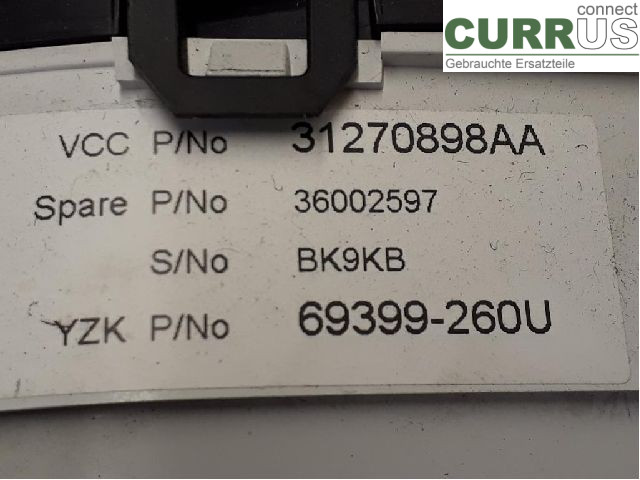 connect
CURRUS
Gebrauchte Ersatzteile
VCC P/No 31270898AA
Spare P/No 36002597
S/No BK9KB
YZK P/No 69399-260U